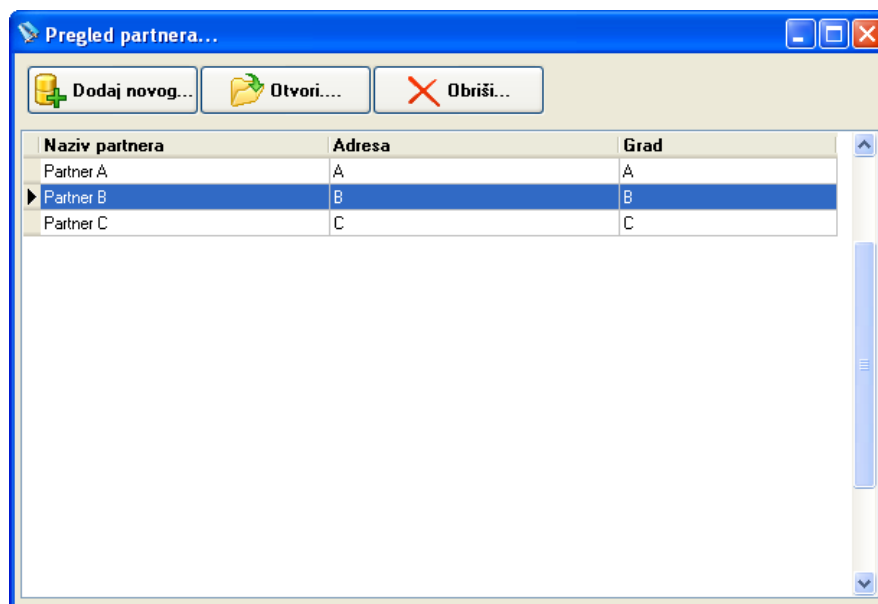 Pregled partnera...
Dodaj novog... Otvori.... Obriši...
Naziv partnera Adresa Grad
Partner A A A
Partner B B B
Partner C C C